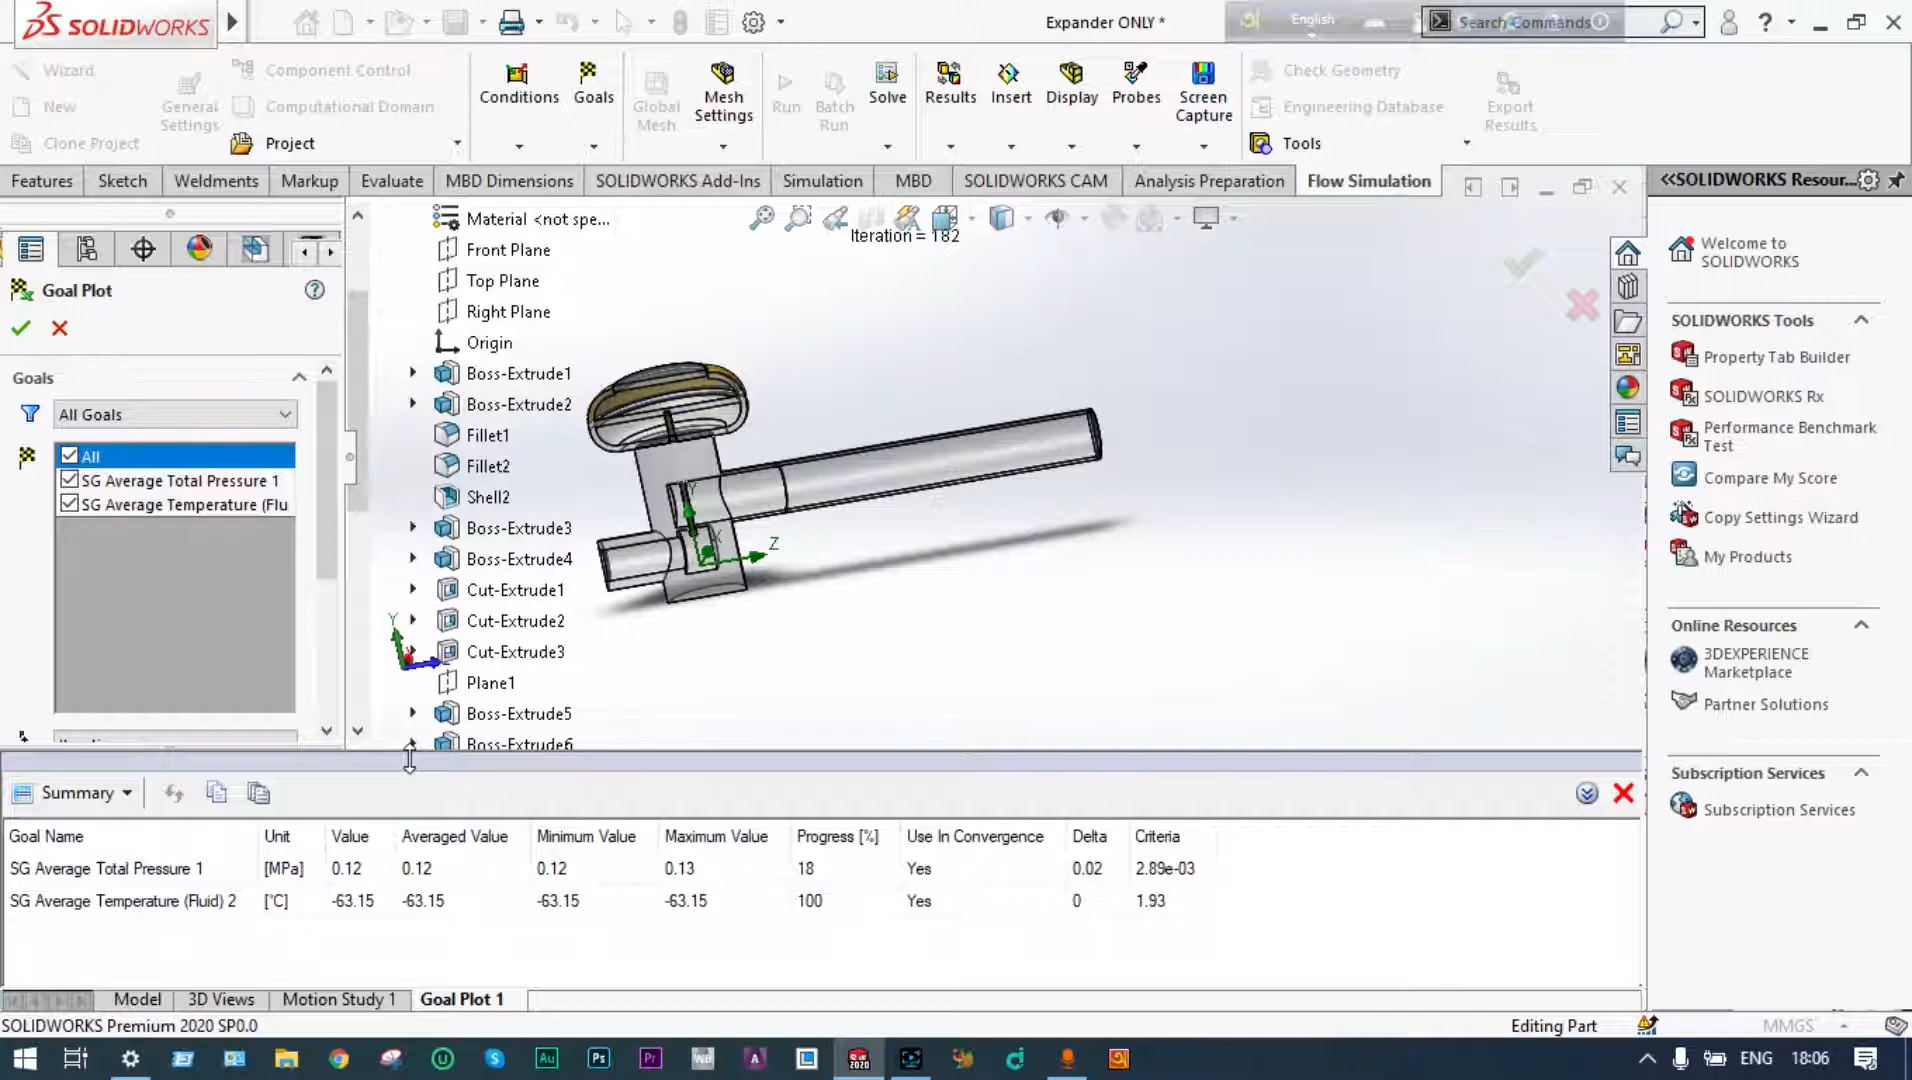 SOLIDWORKS
Expander ONLY *
English
Search Commands
Wizard
New
Clone Project
General Settings
Component Control
Computational Domain
Project
Conditions
Goals
Global Mesh
Mesh Settings
Run
Batch Run
Solve
Results
Insert
Display
Probes
Screen Capture
Check Geometry
Engineering Database
Tools
Export Results
Features
Sketch
Weldments
Markup
Evaluate
MBD Dimensions
SOLIDWORKS Add-Ins
Simulation
MBD
SOLIDWORKS CAM
Analysis Preparation
Flow Simulation
Goal Plot
Goals
All Goals
All
SG Average Total Pressure 1
SG Average Temperature (Flu
Material <not spe...
Front Plane
Top Plane
Right Plane
Origin
Boss-Extrude1
Boss-Extrude2
Fillet1
Fillet2
Shell2
Boss-Extrude3
Boss-Extrude4
Cut-Extrude1
Cut-Extrude2
Cut-Extrude3
Plane1
Boss-Extrude5
Boss-Extrude6
Iteration = 182
Y
X
Z
Y
SOLIDWORKS Resour...
Welcome to SOLIDWORKS
SOLIDWORKS Tools
Property Tab Builder
SOLIDWORKS Rx
Performance Benchmark Test
Compare My Score
Copy Settings Wizard
My Products
Online Resources
3DEXPERIENCE Marketplace
Partner Solutions
Subscription Services
Subscription Services
Summary
Goal Name Unit Value Averaged Value Minimum Value Maximum Value Progress [%] Use In Convergence Delta Criteria
SG Average Total Pressure 1 [MPa] 0.12 0.12 0.12 0.13 18 Yes 0.02 2.89e-03
SG Average Temperature (Fluid) 2 [°C] -63.15 -63.15 -63.15 -63.15 100 Yes 0 1.93
Model
3D Views
Motion Study 1
Goal Plot 1
SOLIDWORKS Premium 2020 SP0.0
Editing Part
MMGS
ENG
18:06